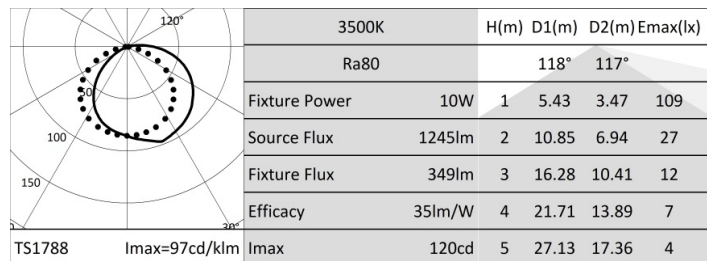 120°
50
100
150
30°
TS1788 Imax=97cd/klm
3500K H(m) D1(m) D2(m) Emax(lx)
Ra80 118° 117°
Fixture Power 10W 1 5.43 3.47 109
Source Flux 1245lm 2 10.85 6.94 27
Fixture Flux 349lm 3 16.28 10.41 12
Efficacy 35lm/W 4 21.71 13.89 7
Imax 120cd 5 27.13 17.36 4